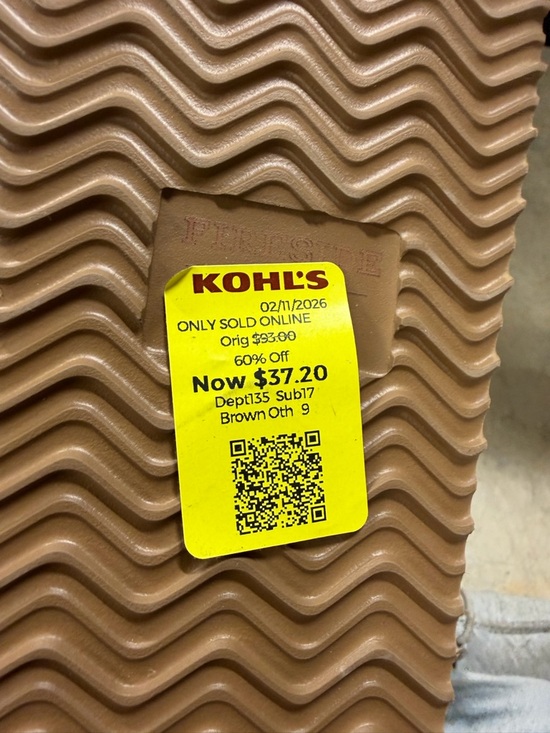 FIRESIDE
KOHL'S
02/11/2026
ONLY SOLD ONLINE
Orig $93.00
60% Off
Now $37.20
Dept135 Sub17
Brown Oth 9